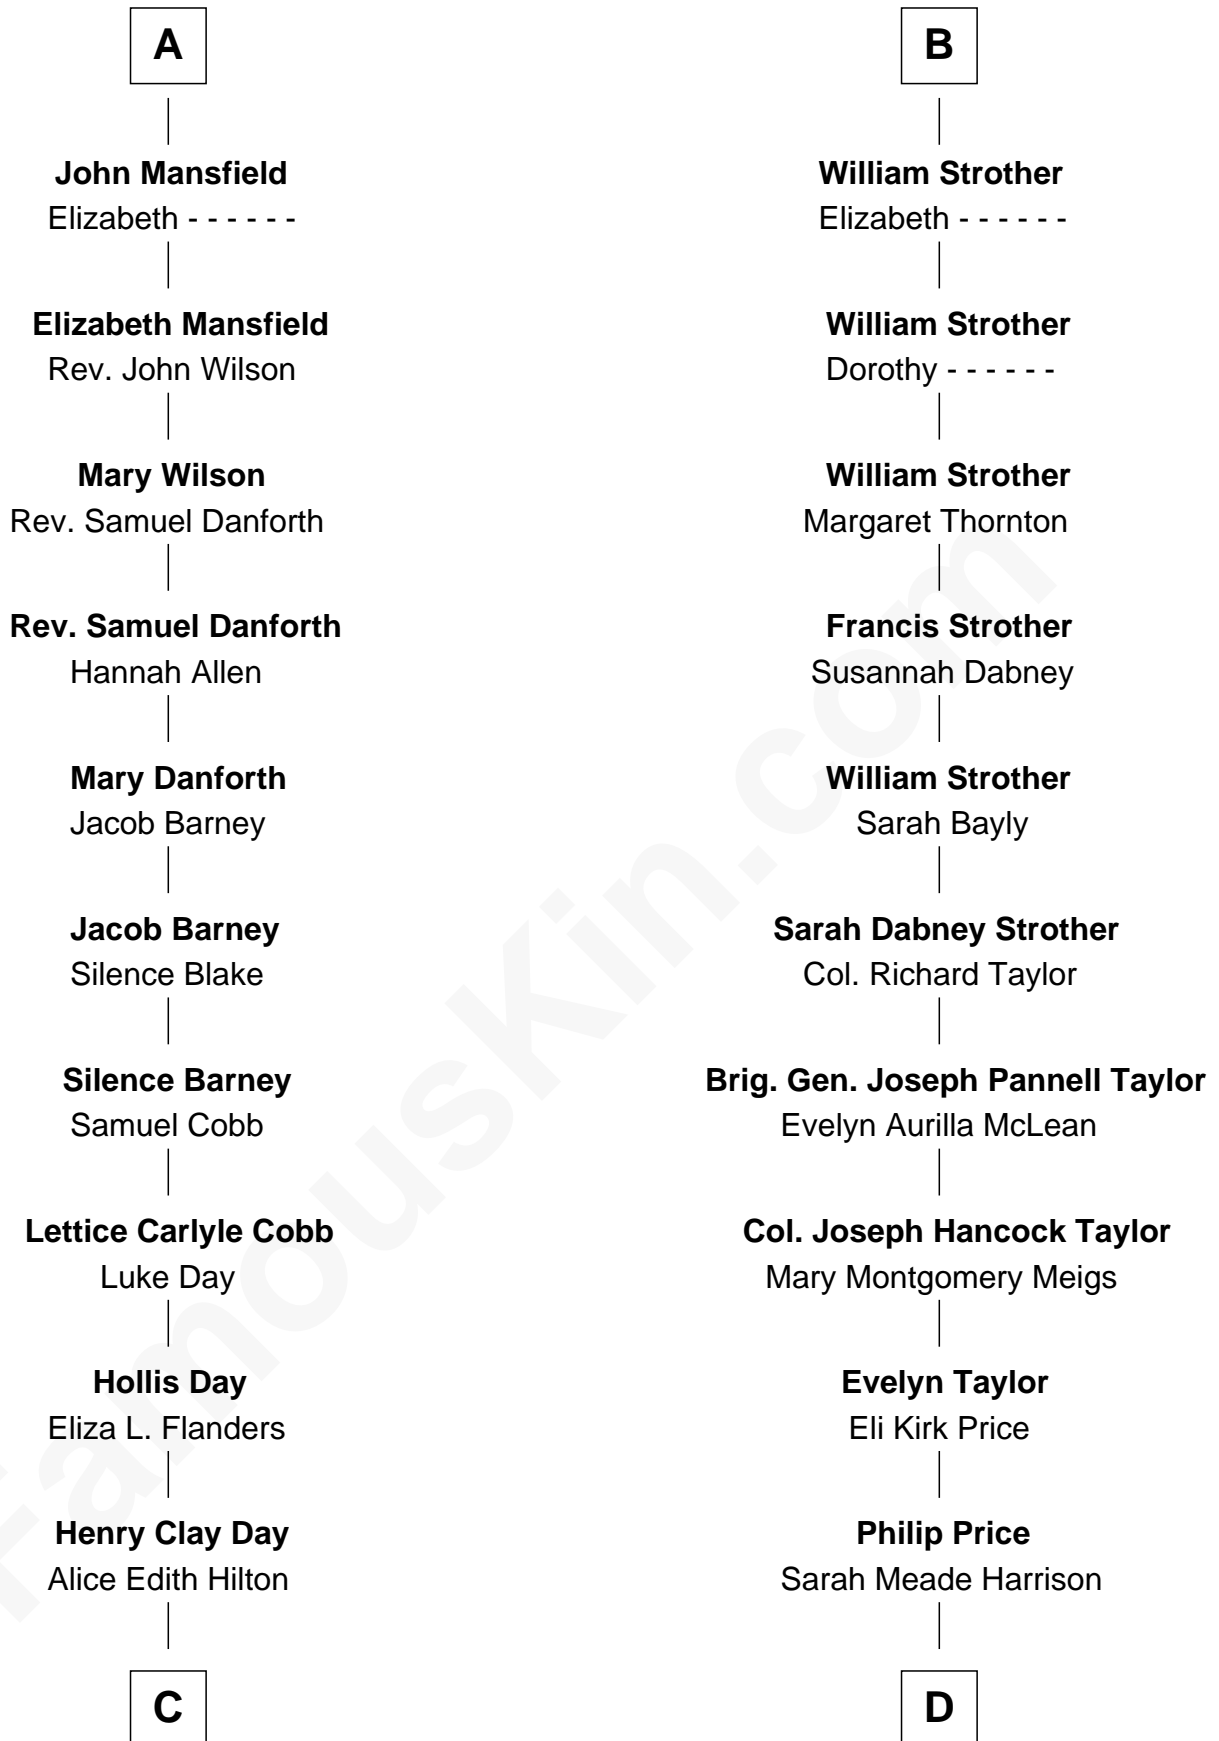 A
John Mansfield
Elizabeth - - - - - -
Elizabeth Mansfield
Rev. John Wilson
Mary Wilson
Rev. Samuel Danforth
Rev. Samuel Danforth
Hannah Allen
Mary Danforth
Jacob Barney
Jacob Barney
Silence Blake
Silence Barney
Samuel Cobb
Lettice Carlyle Cobb
Luke Day
Hollis Day
Eliza L. Flanders
Henry Clay Day
Alice Edith Hilton
C
B
William Strother
Elizabeth - - - - - -
William Strother
Dorothy - - - - - -
William Strother
Margaret Thornton
Francis Strother
Susannah Dabney
William Strother
Sarah Bayly
Sarah Dabney Strother
Col. Richard Taylor
Brig. Gen. Joseph Pannell Taylor
Evelyn Aurilla McLean
Col. Joseph Hancock Taylor
Mary Montgomery Meigs
Evelyn Taylor
Eli Kirk Price
Philip Price
Sarah Meade Harrison
D
FamousKin.com